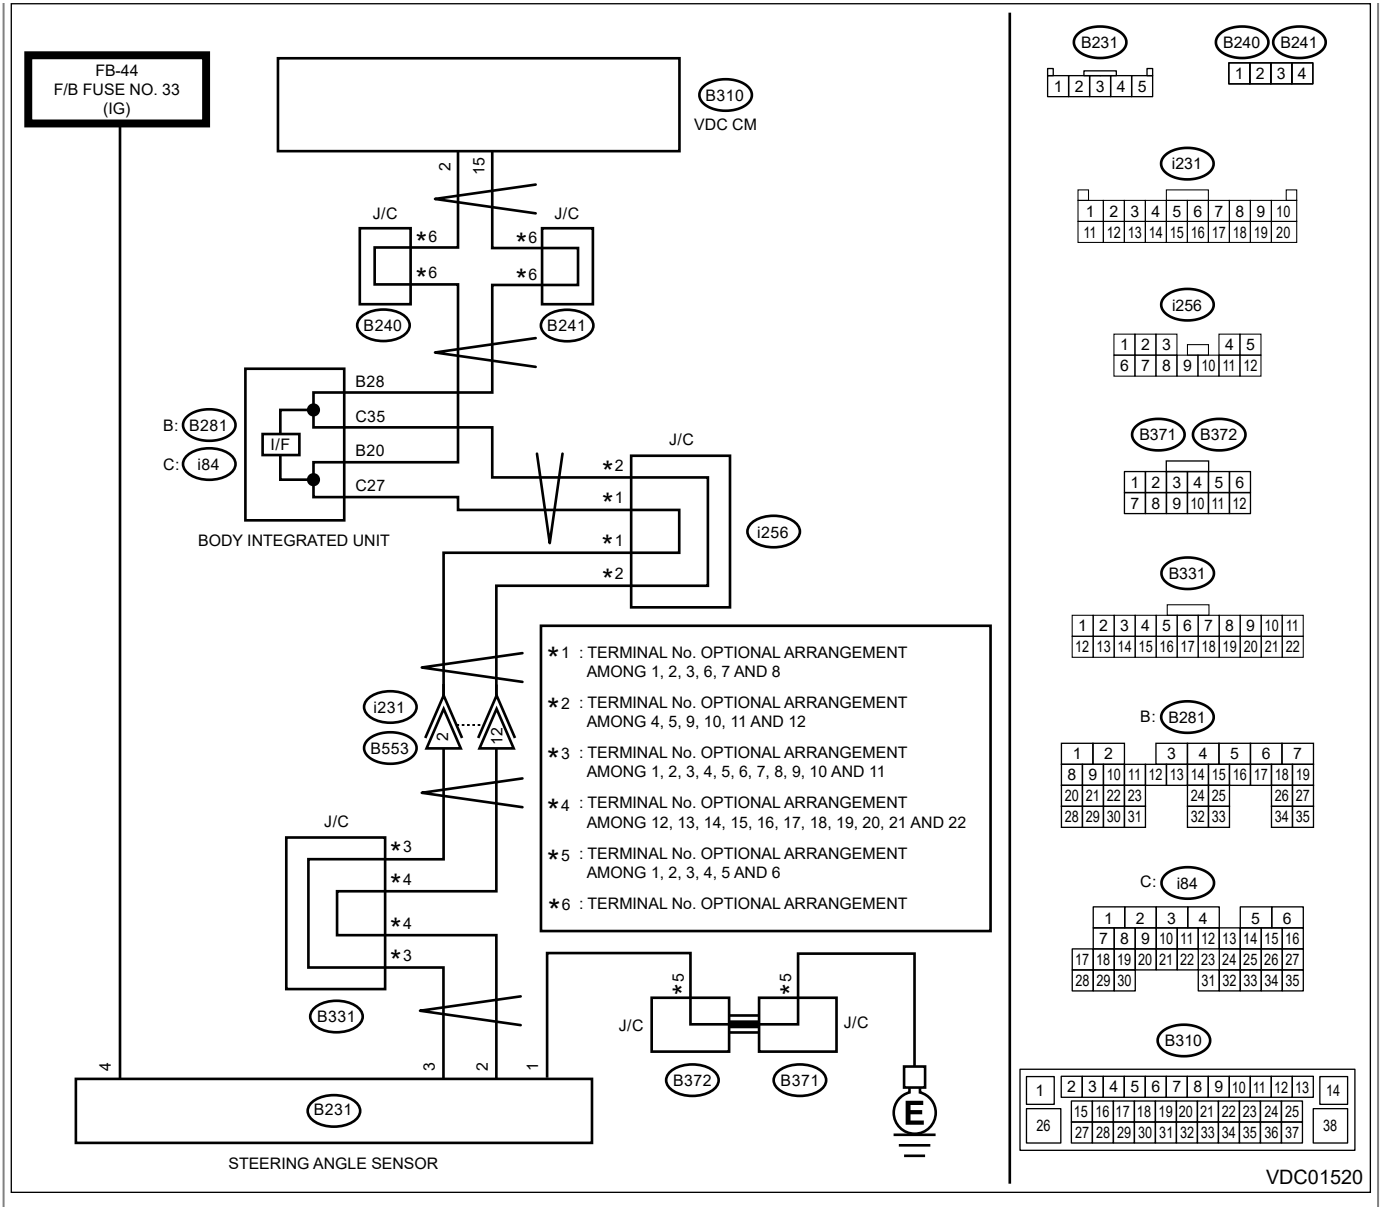 FB-44
F/B FUSE NO. 33
(IG)
B310
VDC CM
2
15
J/C
J/C
*6
*6
*6
*6
B240
B241
B: B281
C: i84
I/F
B28
C35
B20
C27
BODY INTEGRATED UNIT
J/C
*2
*1
*1
*2
i256
*1 : TERMINAL No. OPTIONAL ARRANGEMENT
AMONG 1, 2, 3, 6, 7 AND 8
*2 : TERMINAL No. OPTIONAL ARRANGEMENT
AMONG 4, 5, 9, 10, 11 AND 12
*3 : TERMINAL No. OPTIONAL ARRANGEMENT
AMONG 1, 2, 3, 4, 5, 6, 7, 8, 9, 10 AND 11
*4 : TERMINAL No. OPTIONAL ARRANGEMENT
AMONG 12, 13, 14, 15, 16, 17, 18, 19, 20, 21 AND 22
*5 : TERMINAL No. OPTIONAL ARRANGEMENT
AMONG 1, 2, 3, 4, 5 AND 6
*6 : TERMINAL No. OPTIONAL ARRANGEMENT
i231
B553
2
12
J/C
*3
*4
*4
*3
B331
*5
*5
J/C
J/C
B372
B371
E
4
3
2
1
B231
STEERING ANGLE SENSOR
B231
1 2 3 4 5
B240 B241
1 2 3 4
i231
1 2 3 4 5 6 7 8 9 10
11 12 13 14 15 16 17 18 19 20
i256
1 2 3 4 5
6 7 8 9 10 11 12
B371 B372
1 2 3 4 5 6
7 8 9 10 11 12
B331
1 2 3 4 5 6 7 8 9 10 11
12 13 14 15 16 17 18 19 20 21 22
B: B281
1 2 3 4 5 6 7
8 9 10 11 12 13 14 15 16 17 18 19
20 21 22 23 24 25 26 27
28 29 30 31 32 33 34 35
C: i84
1 2 3 4 5 6
7 8 9 10 11 12 13 14 15 16
17 18 19 20 21 22 23 24 25 26 27
28 29 30 31 32 33 34 35
B310
1 2 3 4 5 6 7 8 9 10 11 12 13 14
15 16 17 18 19 20 21 22 23 24 25
26 27 28 29 30 31 32 33 34 35 36 37 38
VDC01520